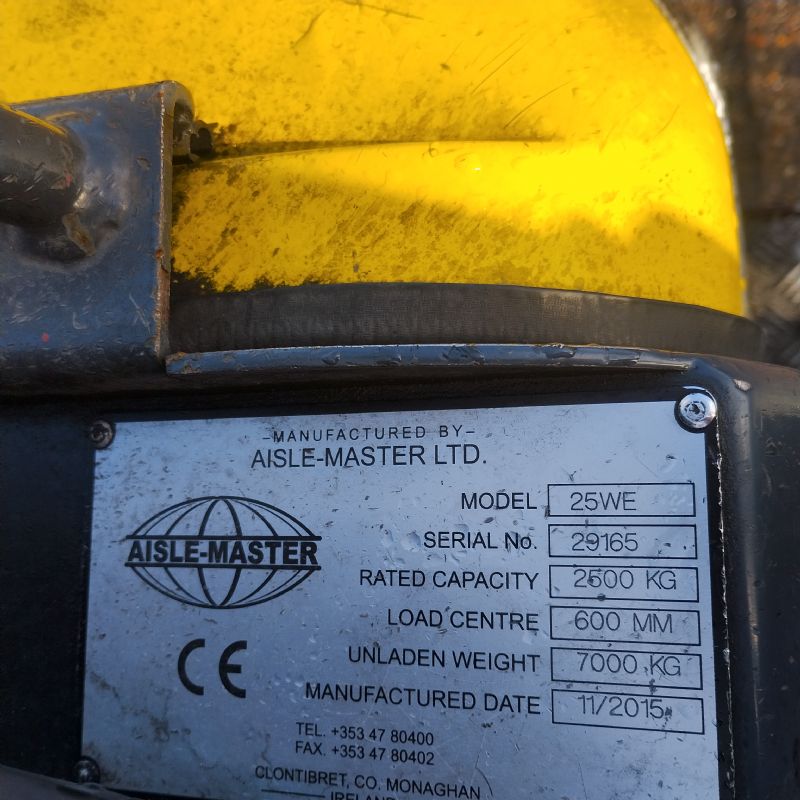 -MANUFACTURED BY-
AISLE-MASTER LTD.
AISLE-MASTER
CE
MODEL 25WE
SERIAL No. 29165
RATED CAPACITY 2500 KG
LOAD CENTRE 600 MM
UNLADEN WEIGHT 7000 KG
MANUFACTURED DATE 11/2015
TEL. +353 47 80400
FAX. +353 47 80402
CLONTIBRET, CO. MONAGHAN
IRELAND